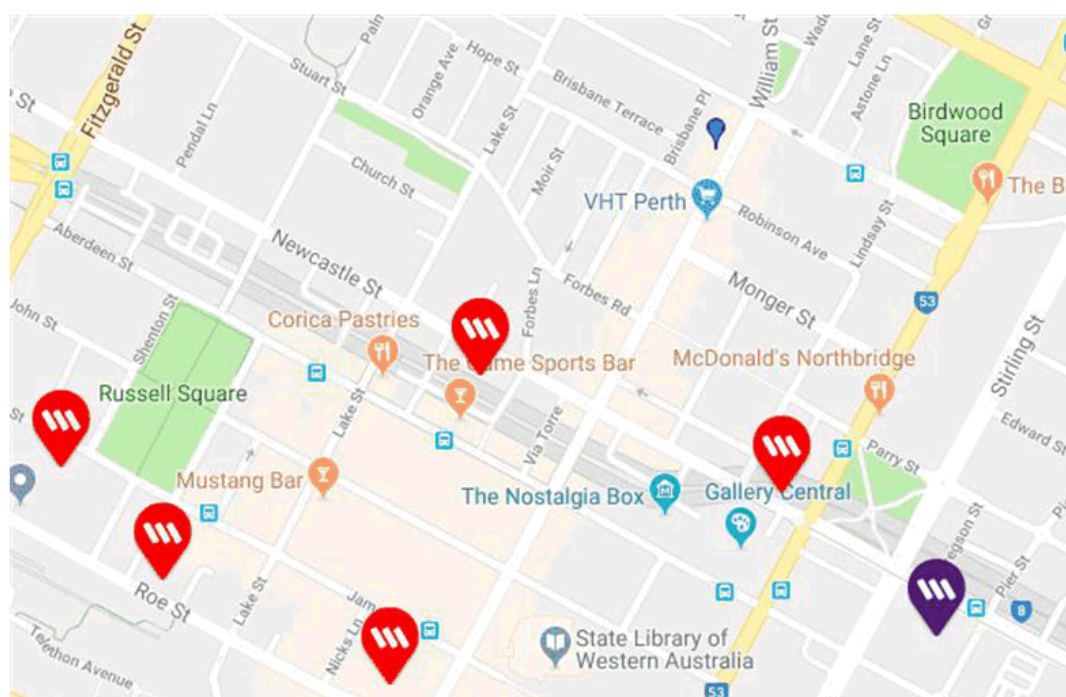 Fitzgerald St
Palm
Stuart St
Orange Ave
Hope St
Lake St
Brisbane Terrace
Brisbane Pl
William St
Wade
Lane St
Astone Ln
53
Birdwood
Square
Pendal Ln
Church St
Moir St
The B
VHT Perth
Robinson Ave
Lindsay St
Aberdeen St
Newcastle St
Forbes Ln
Forbes Rd
Monger St
53
John St
Shenton St
Corica Pastries
The Game Sports Bar
McDonald's Northbridge
Stirling St
Russell Square
Lake St
Via Torre
Edward St
Parry St
Mustang Bar
The Nostalgia Box
Gallery Central
Pier St
8
Roe St
Lake St
Jam
Nicks Ln
State Library of
Western Australia
Telethon Avenue
53